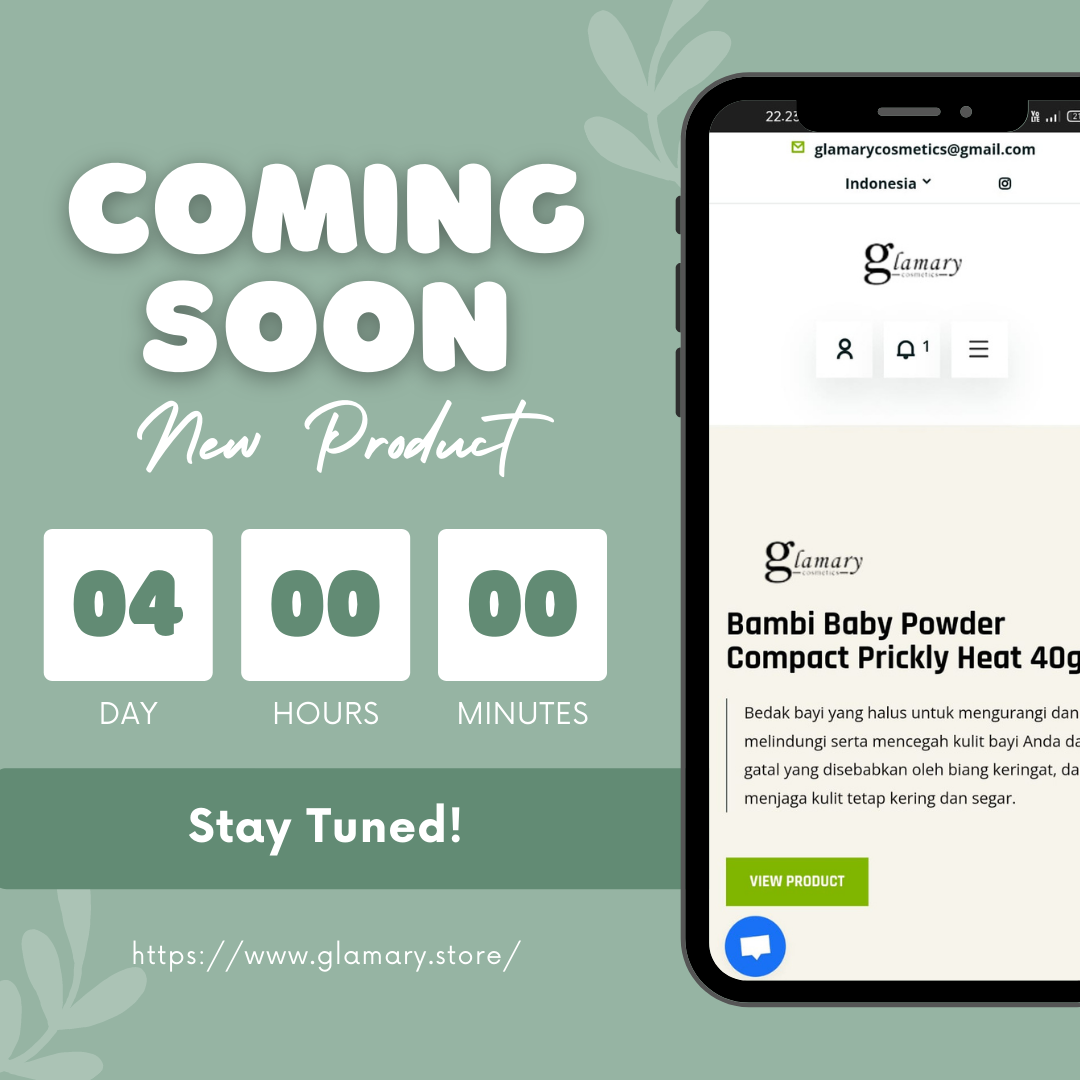 COMING
SOON
New Product
04 00 00
DAY HOURS MINUTES
Stay Tuned!
https://www.glamary.store/
22.23
glamarycosmetics@gmail.com
Indonesia
glamary
cosmetics
1
glamary
cosmetics
Bambi Baby Powder
Compact Prickly Heat 40g
Bedak bayi yang halus untuk mengurangi dan
melindungi serta mencegah kulit bayi Anda da
gatal yang disebabkan oleh biang keringat, da
menjaga kulit tetap kering dan segar.
VIEW PRODUCT